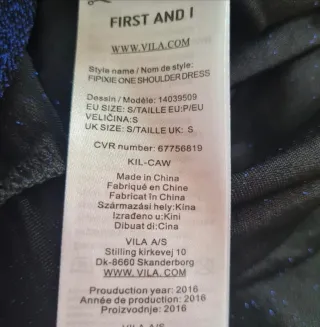 FIRST AND I
WWW.VILA.COM
Style name / Nom de style:
FIPIXIE ONE SHOULDER DRESS
Dessin / Modèle: 14039509
EU SIZE: S/TAILLE EU:P/EU
VELIČINA:S
UK SIZE: S/TAILLE UK: S
CVR number: 67756819
KIL-CAW
Made in China
Fabriqué en Chine
Fabricat în China
Származási hely:Kína
Izrađeno u:Kini
Dibuat di:Cina
VILA A/S
Stilling kirkevej 10
Dk-8660 Skanderborg
WWW. VILA.COM
Prouduction year: 2016
Année de production: 2016
Proizvodnje: 2016
VILA A/S